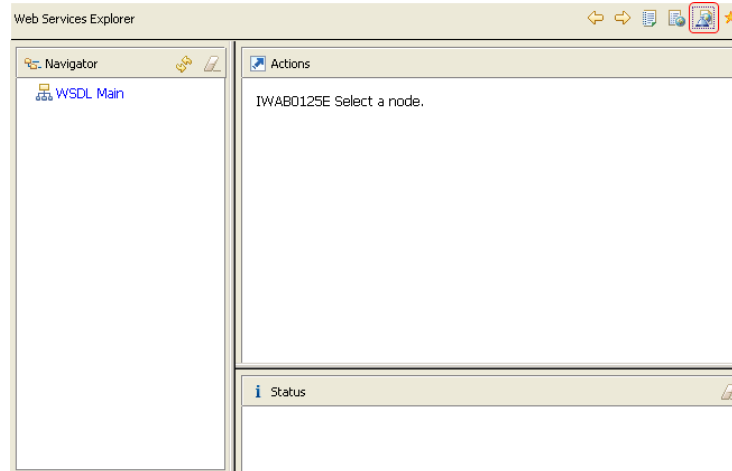 Web Services Explorer
Navigator
Actions
WSDL Main
IWAB0125E Select a node.
Status